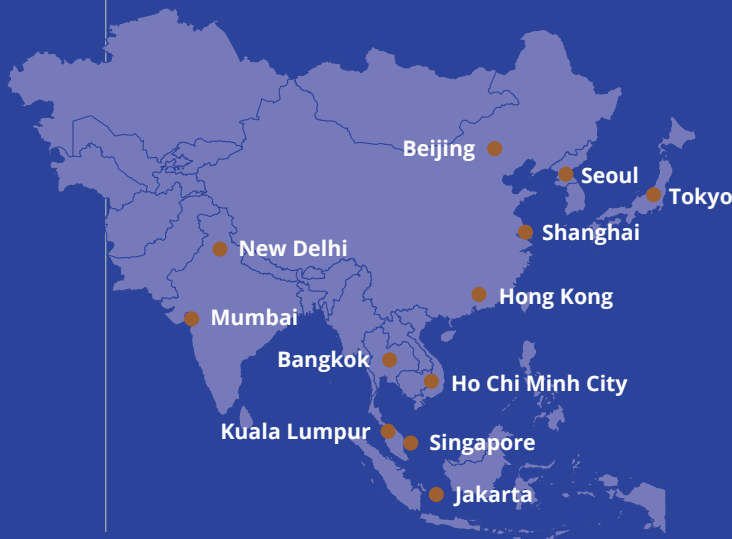 Beijing
Seoul
Tokyo
Shanghai
New Delhi
Hong Kong
Mumbai
Bangkok
Ho Chi Minh City
Kuala Lumpur
Singapore
Jakarta